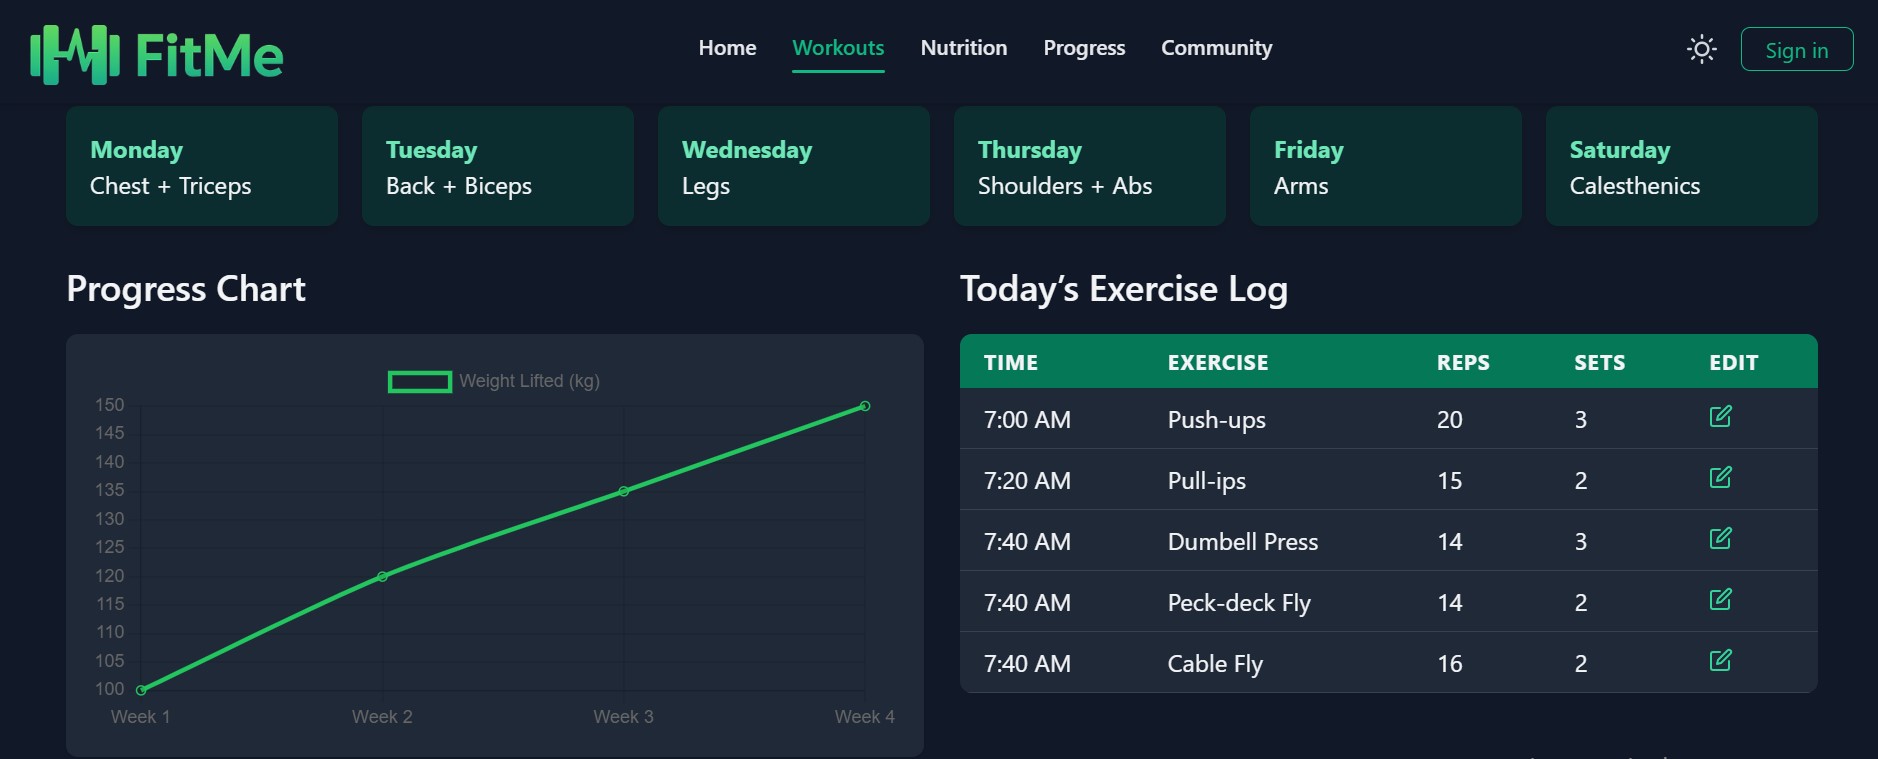 FitMe
Home Workouts Nutrition Progress Community
Sign in
Monday
Chest + Triceps
Tuesday
Back + Biceps
Wednesday
Legs
Thursday
Shoulders + Abs
Friday
Arms
Saturday
Calesthenics
Progress Chart
Weight Lifted (kg)
150
145
140
135
130
125
120
115
110
105
100
Week 1 Week 2 Week 3 Week 4
Today’s Exercise Log
TIME EXERCISE REPS SETS EDIT
7:00 AM Push-ups 20 3
7:20 AM Pull-ips 15 2
7:40 AM Dumbell Press 14 3
7:40 AM Peck-deck Fly 14 2
7:40 AM Cable Fly 16 2